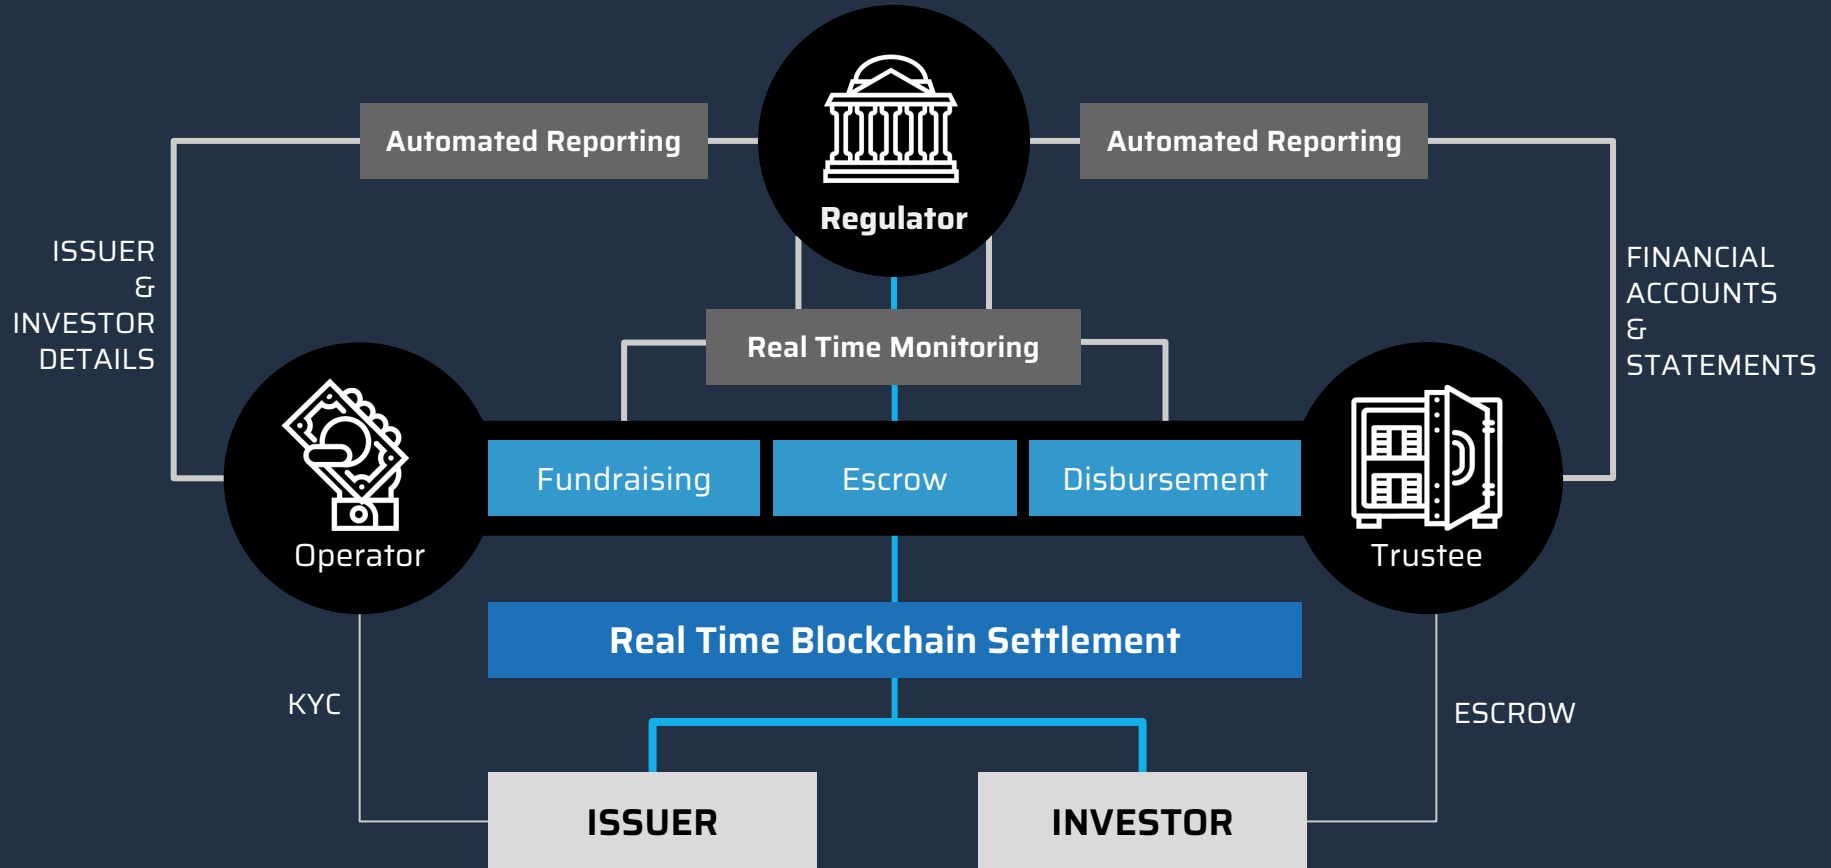 Automated Reporting
Regulator
Automated Reporting
ISSUER
&
INVESTOR
DETAILS
FINANCIAL
ACCOUNTS
&
STATEMENTS
Real Time Monitoring
Operator
Fundraising
Escrow
Disbursement
Trustee
Real Time Blockchain Settlement
KYC
ESCROW
ISSUER
INVESTOR